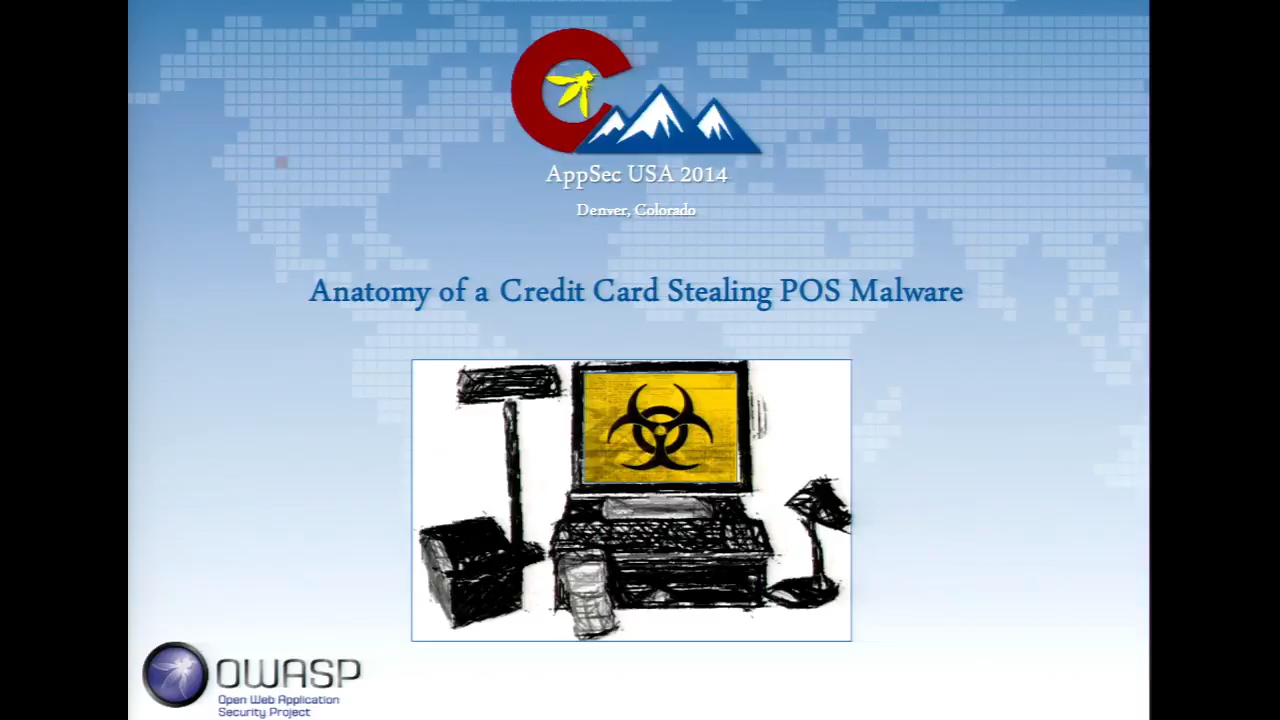 AppSec USA 2014
Denver, Colorado
Anatomy of a Credit Card Stealing POS Malware
OWASP
Open Web Application
Security Project